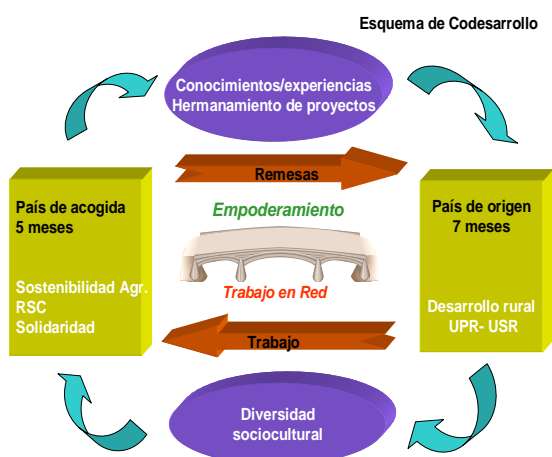 Esquema de Codesarrollo
Conocimientos/experiencias
Hermanamiento de proyectos
Remesas
País de acogida
5 meses
Sostenibilidad Agr.
RSC
Solidaridad
Empoderamiento
Trabajo en Red
País de origen
7 meses
Desarrollo rural
UPR- USR
Trabajo
Diversidad
sociocultural